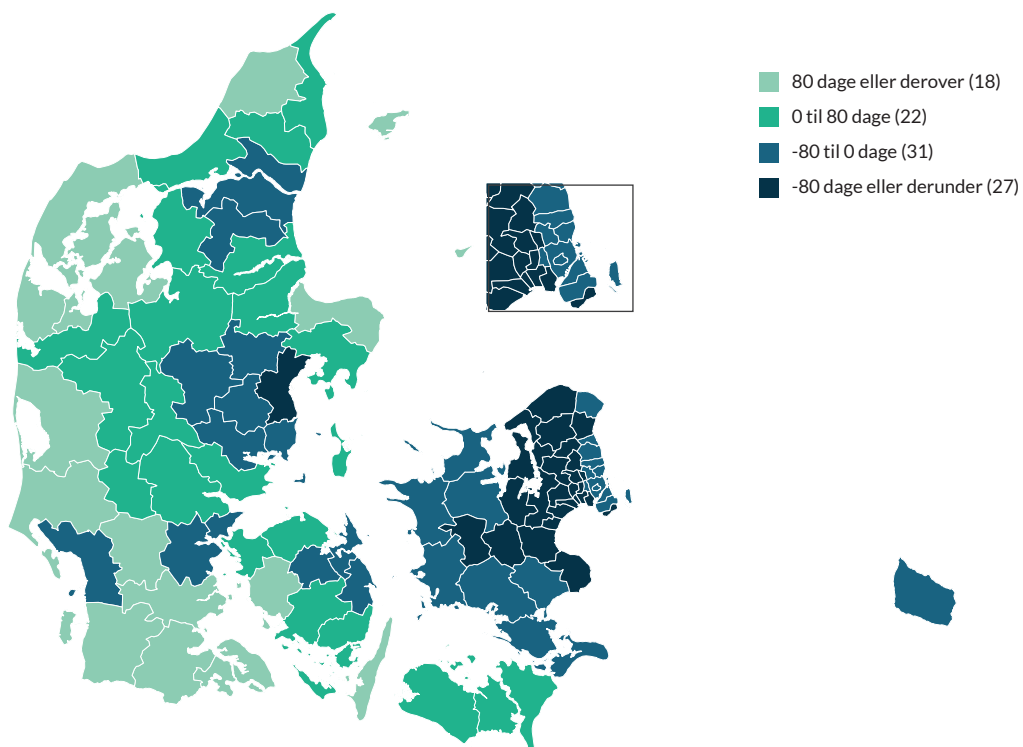 80 dage eller derover (18)
0 til 80 dage (22)
-80 til 0 dage (31)
-80 dage eller derunder (27)